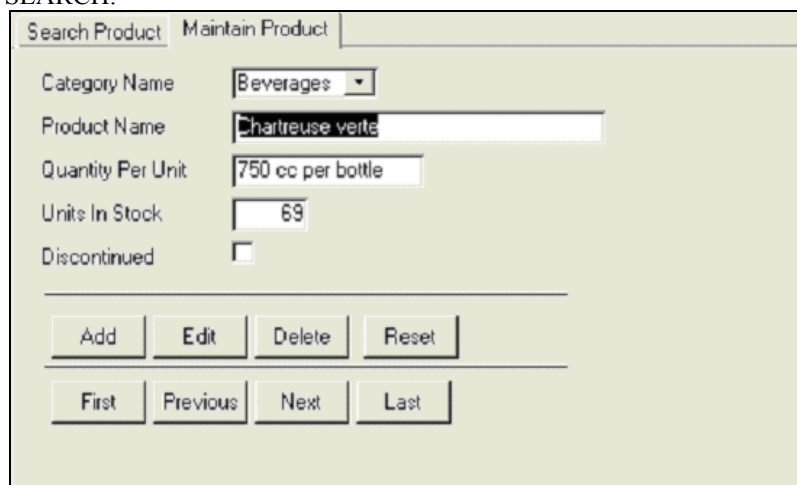 SEARCH:
Search Product Maintain Product
Category Name Beverages
Product Name Chartreuse verte
Quantity Per Unit 750 cc per bottle
Units In Stock 69
Discontinued
Add Edit Delete Reset
First Previous Next Last